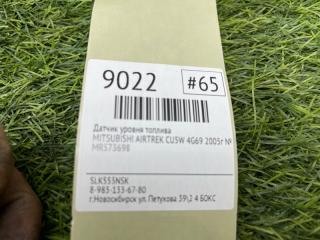 9022 #65
Датчик уровня топлива
MITSUBISHI AIRTREK CU5W 4G69 2005г №
MR573698
SLK555NSK
8-983-133-67-80
г.Новосибирск ул. Петухова 39\2 4 БОКС